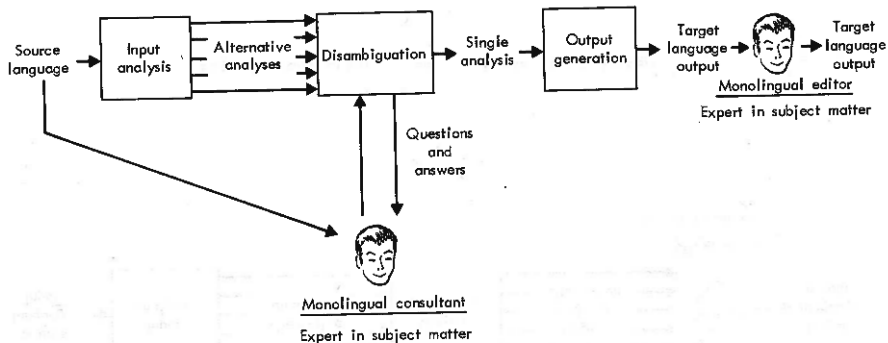 Source
language
Input
analysis
Alternative
analyses
Disambiguation
Single
analysis
Output
generation
Target
language
output
Target
language
output
Monolingual editor
Expert in subject matter
Questions
and
answers
Monolingual consultant
Expert in subject matter